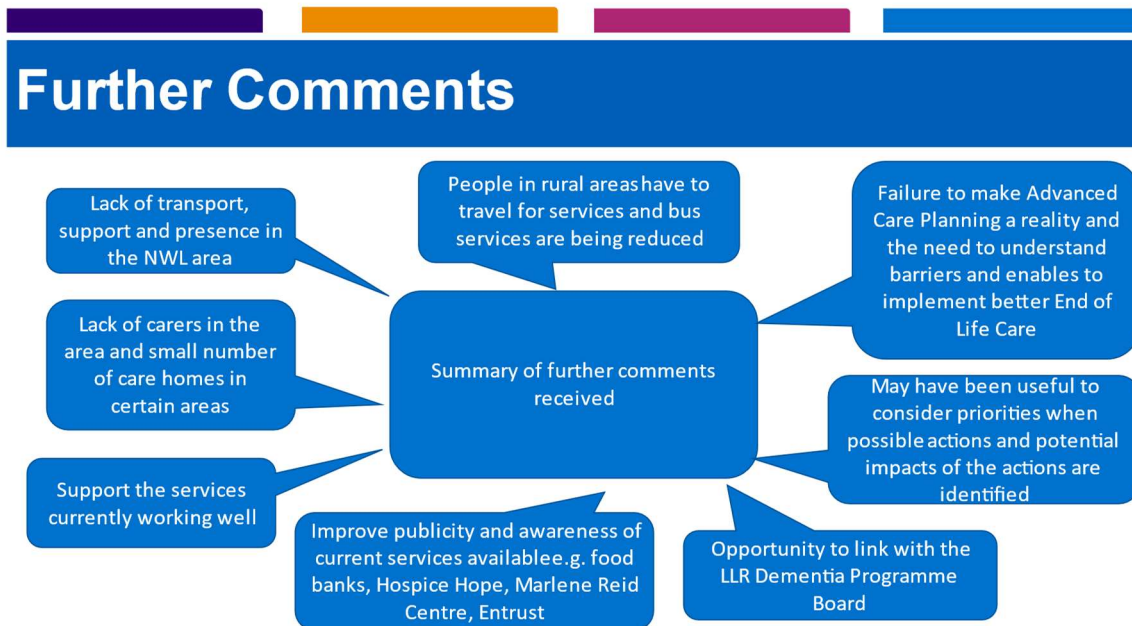 Further Comments
Lack of transport,
support and presence in
the NWL area
People in rural areas have to
travel for services and bus
services are being reduced
Failure to make Advanced
Care Planning a reality and
the need to understand
barriers and enables to
implement better End of
Life Care
Lack of carers in the
area and small number
of care homes in
certain areas
Summary of further comments
received
May have been useful to
consider priorities when
possible actions and potential
impacts of the actions are
identified
Support the services
currently working well
Improve publicity and awareness of
current services availablee.g. food
banks, Hospice Hope, Marlene Reid
Centre, Entrust
Opportunity to link with the
LLR Dementia Programme
Board